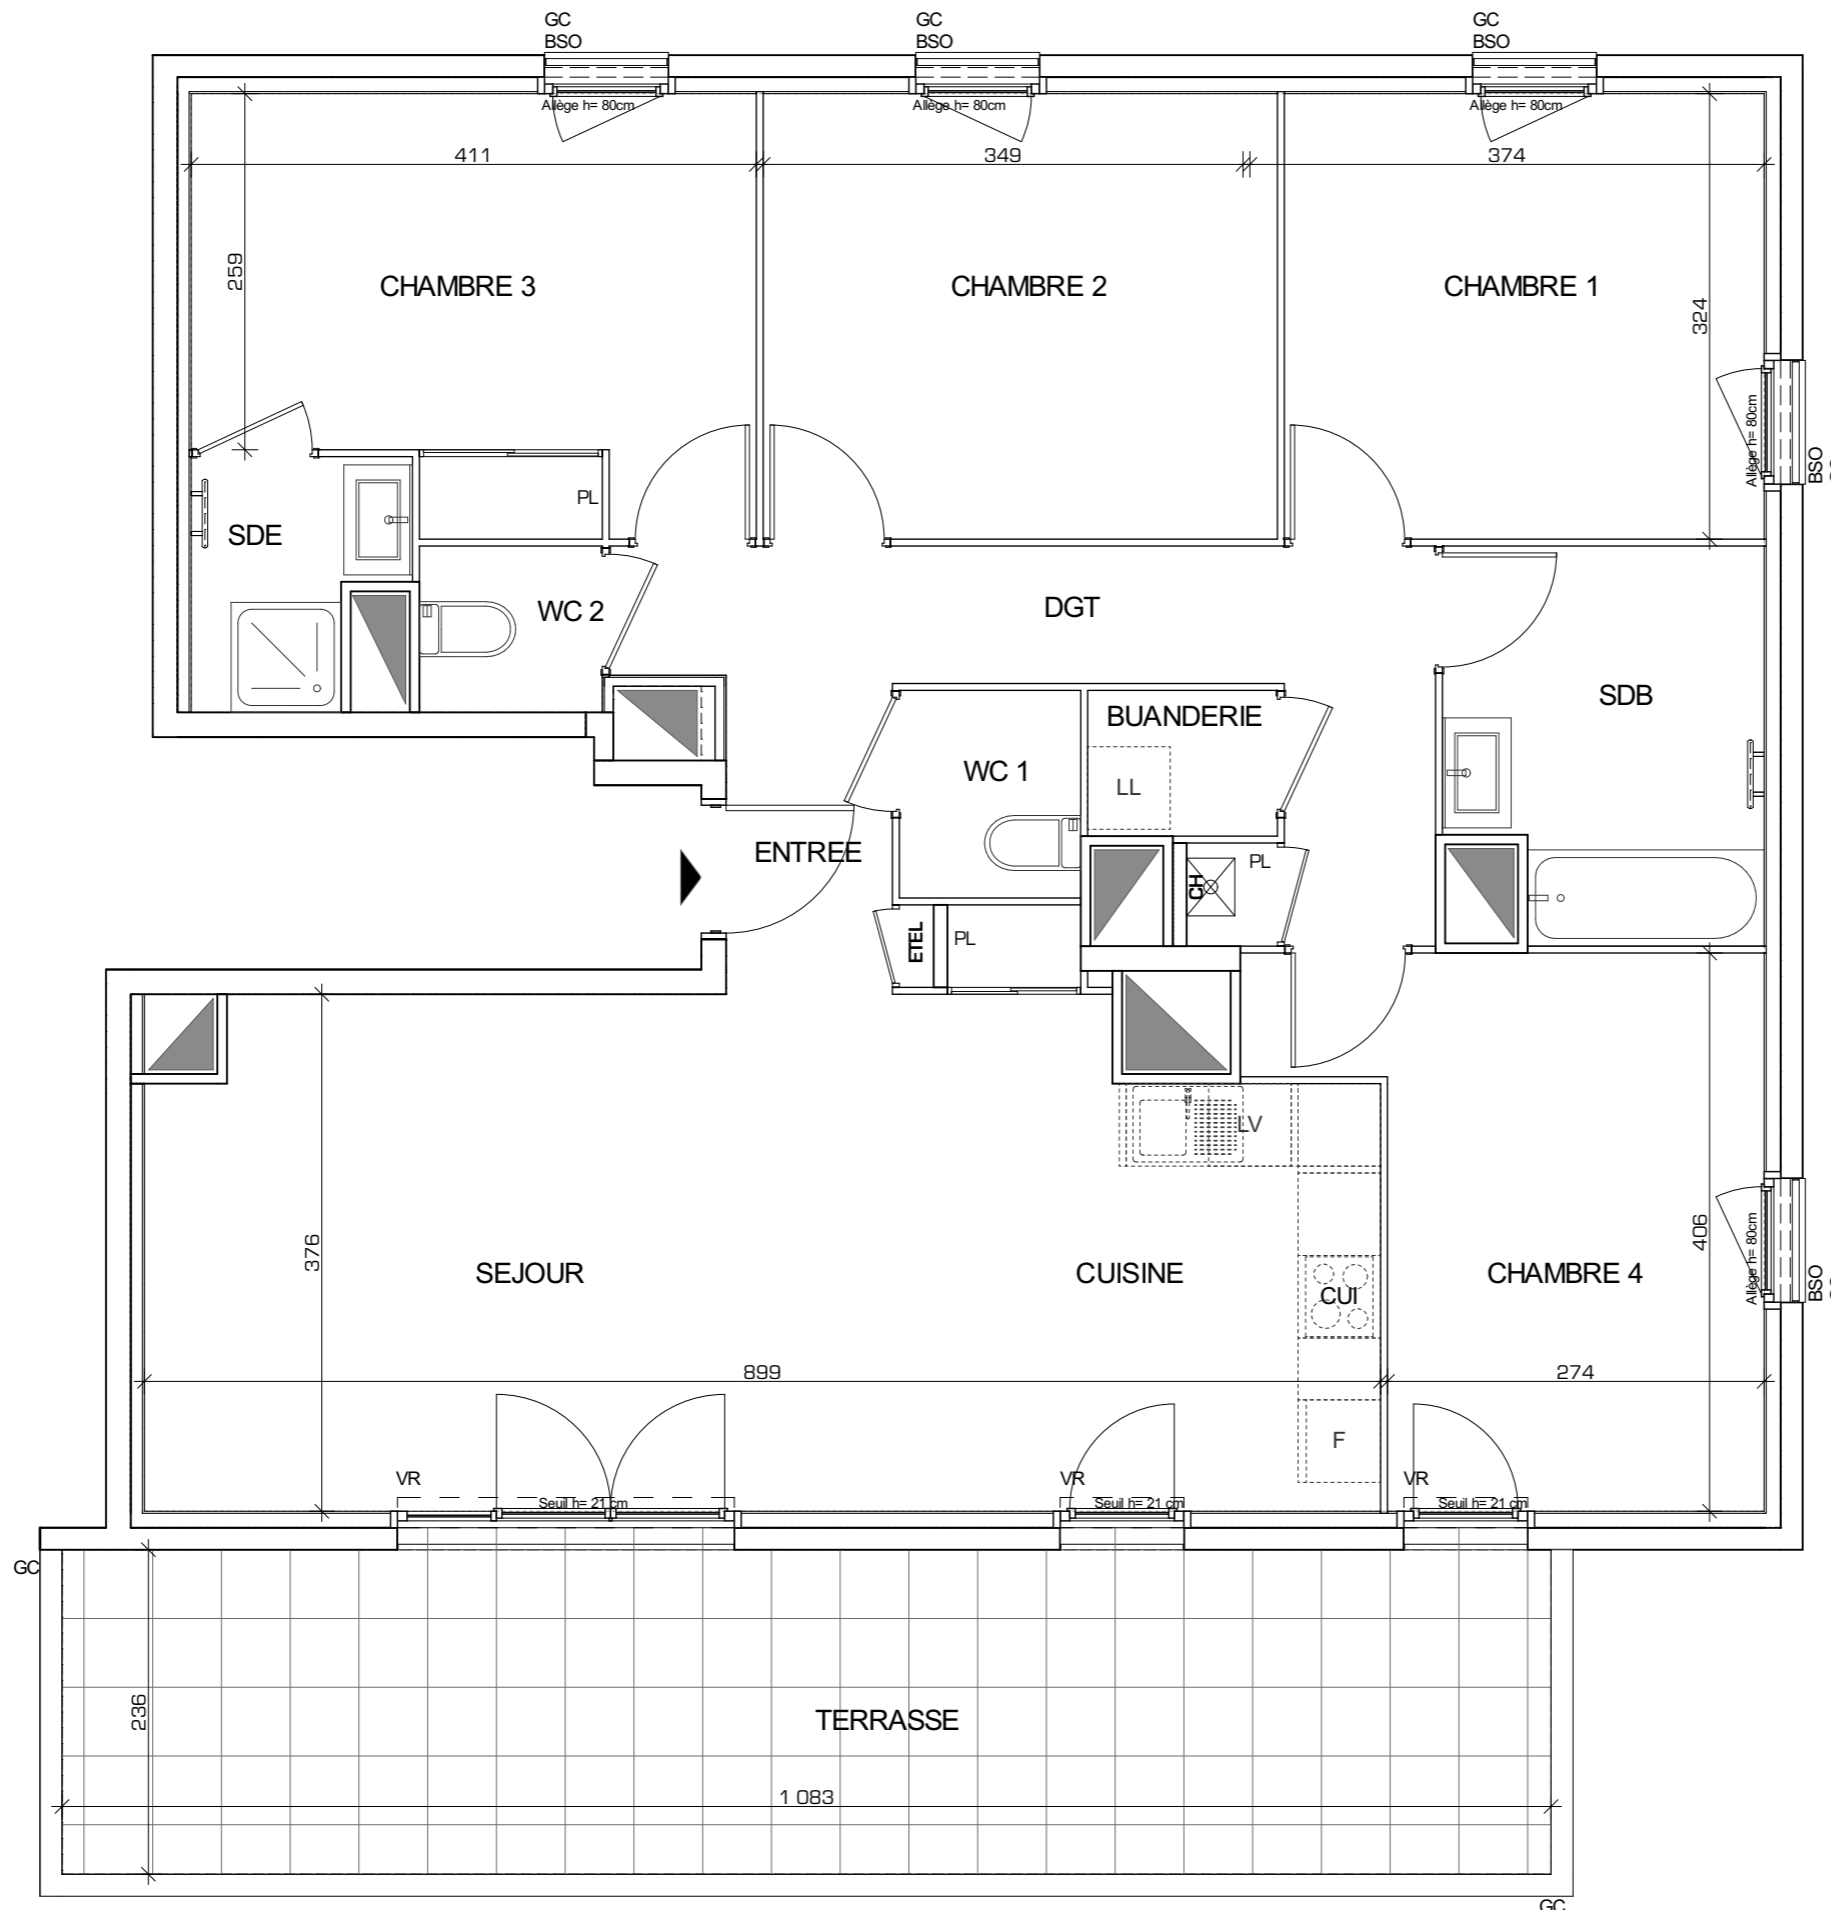 GC
BSO
GC
BSO
GC
BSO
Allège h= 80cm
Allège h= 80cm
Allège h= 80cm
411
349
374
259
CHAMBRE 3
CHAMBRE 2
CHAMBRE 1
324
Allège h= 80cm
BSO
PL
SDE
WC 2
DGT
SDB
BUANDERIE
WC 1
LL
ENTREE
PL
CH
ETEL
PL
LV
376
SEJOUR
CUISINE
CUI
CHAMBRE 4
406
Allège h= 80cm
BSO
899
274
F
VR
VR
VR
Seuil h= 21 cm
Seuil h= 21 cm
Seuil h= 21 cm
GC
236
TERRASSE
1 083
GC